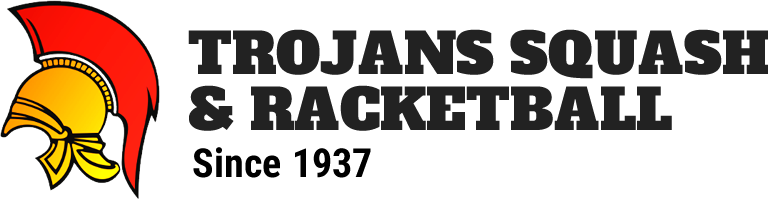 TROJANS SQUASH
& RACKETBALL
Since 1937